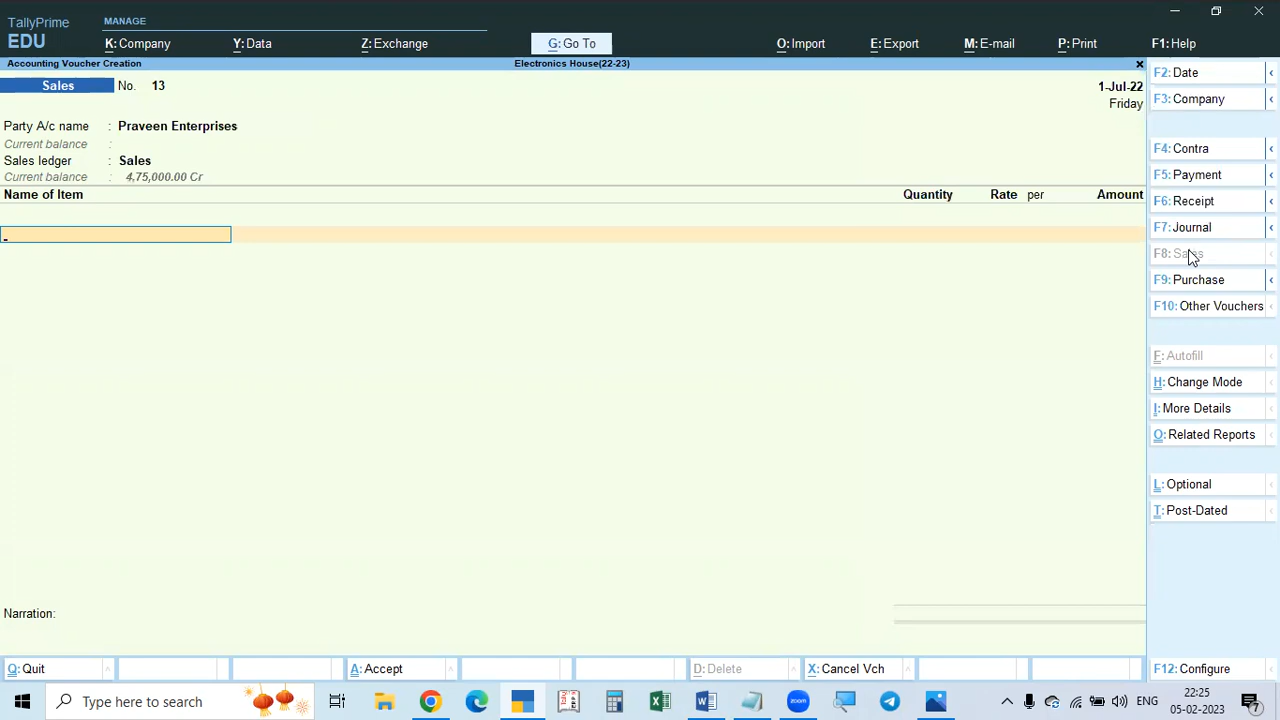 TallyPrime
EDU
MANAGE
K: Company
Y: Data
Z: Exchange
G: Go To
O: Import
E: Export
M: E-mail
P: Print
F1: Help
Accounting Voucher Creation
Electronics House(22-23)
Sales No. 13
1-Jul-22
Friday
Party A/c name : Praveen Enterprises
Current balance :
Sales ledger : Sales
Current balance : 4,75,000.00 Cr
Name of Item Quantity Rate per Amount
Narration:
F2: Date
F3: Company
F4: Contra
F5: Payment
F6: Receipt
F7: Journal
F8: Sales
F9: Purchase
F10: Other Vouchers
F: Autofill
H: Change Mode
I: More Details
O: Related Reports
L: Optional
T: Post-Dated
F12: Configure
Q: Quit
A: Accept
D: Delete
X: Cancel Vch
Type here to search
zoom
ENG
22:25
05-02-2023
7